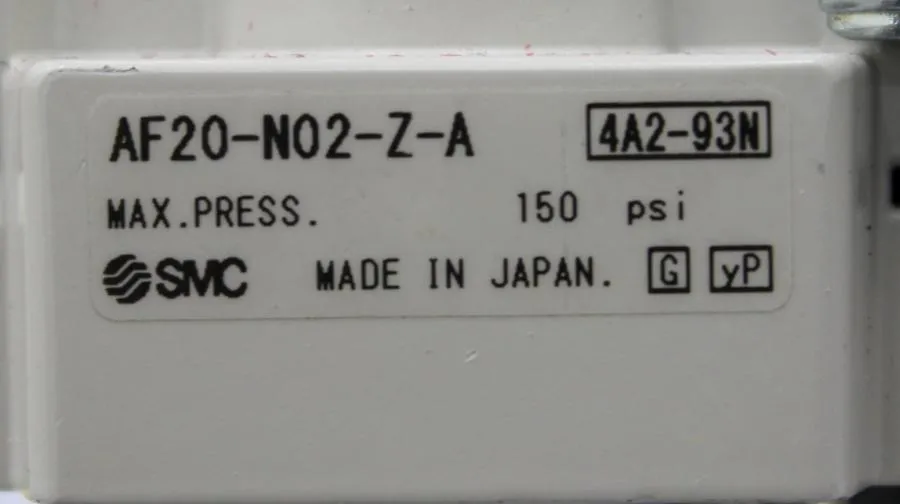 AF20-N02-Z-A 4A2-93N
MAX.PRESS. 150 psi
SMC MADE IN JAPAN. G yP